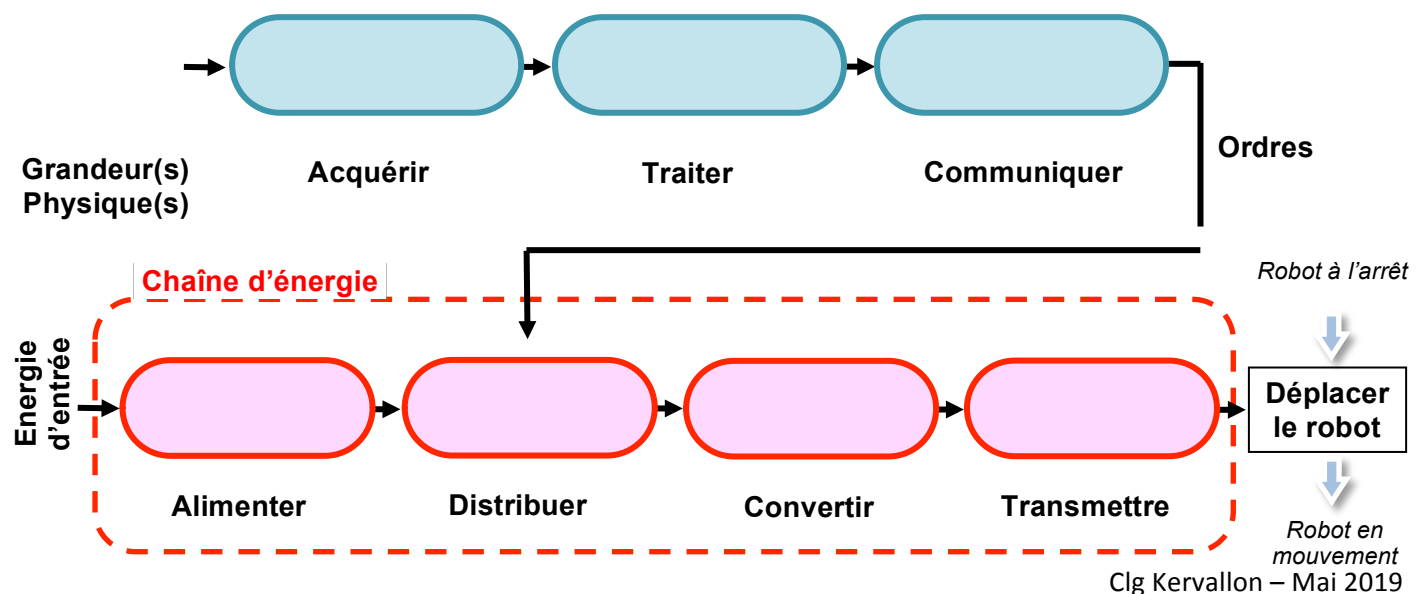 Grandeur(s)
Physique(s)
Acquérir
Traiter
Communiquer
Ordres
Chaîne d’énergie
Robot à l’arrêt
Energie
d’entrée
Déplacer
le robot
Alimenter
Distribuer
Convertir
Transmettre
Robot en
mouvement
Clg Kervallon – Mai 2019